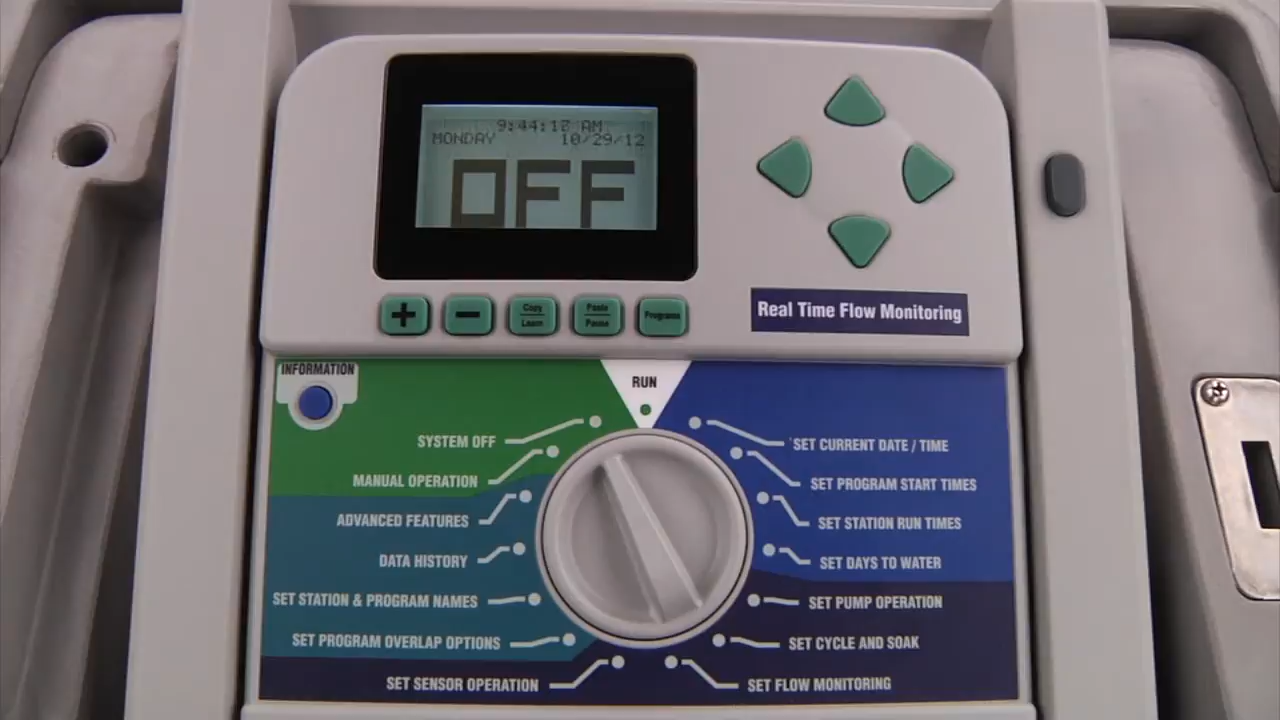 9:44:10 AM
MONDAY 10/29/12
OFF
+
−
Copy
Learn
Paste
Pause
Programs
Real Time Flow Monitoring
INFORMATION
RUN
SYSTEM OFF
MANUAL OPERATION
ADVANCED FEATURES
DATA HISTORY
SET STATION & PROGRAM NAMES
SET PROGRAM OVERLAP OPTIONS
SET SENSOR OPERATION
SET CURRENT DATE / TIME
SET PROGRAM START TIMES
SET STATION RUN TIMES
SET DAYS TO WATER
SET PUMP OPERATION
SET CYCLE AND SOAK
SET FLOW MONITORING